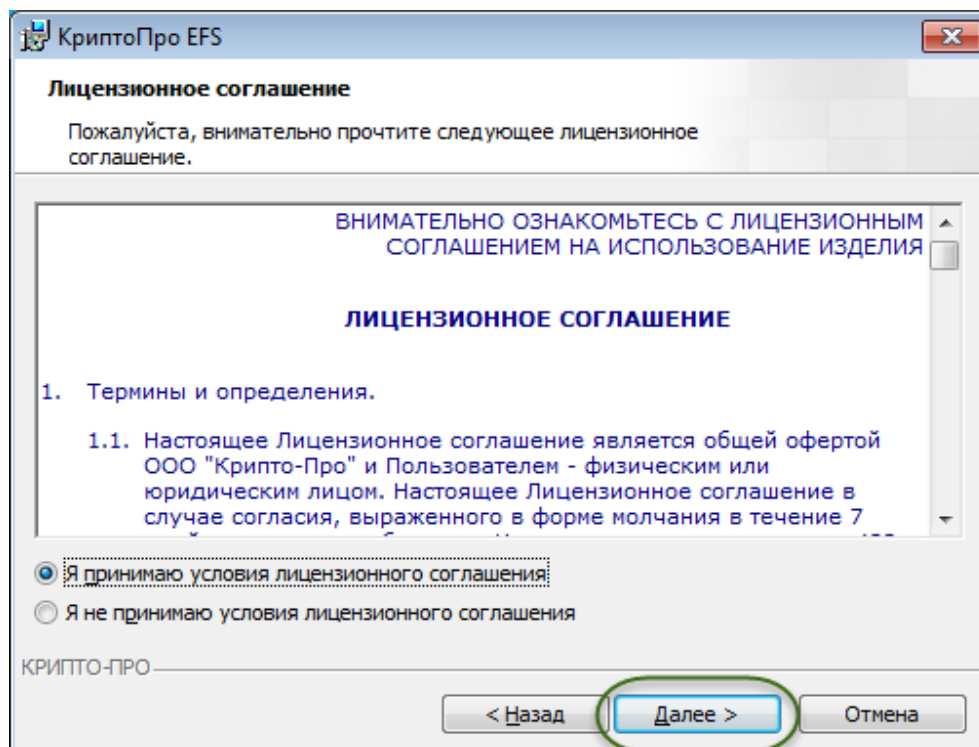 КриптоПро EFS
Лицензионное соглашение
Пожалуйста, внимательно прочтите следующее лицензионное
соглашение.
ВНИМАТЕЛЬНО ОЗНАКОМЬТЕСЬ С ЛИЦЕНЗИОННЫМ
СОГЛАШЕНИЕМ НА ИСПОЛЬЗОВАНИЕ ИЗДЕЛИЯ
ЛИЦЕНЗИОННОЕ СОГЛАШЕНИЕ
1. Термины и определения.
1.1. Настоящее Лицензионное соглашение является общей офертой
ООО "Крипто-Про" и Пользователем - физическим или
юридическим лицом. Настоящее Лицензионное соглашение в
случае согласия, выраженного в форме молчания в течение 7
Я принимаю условия лицензионного соглашения
Я не принимаю условия лицензионного соглашения
КРИПТО-ПРО
< Назад
Далее >
Отмена